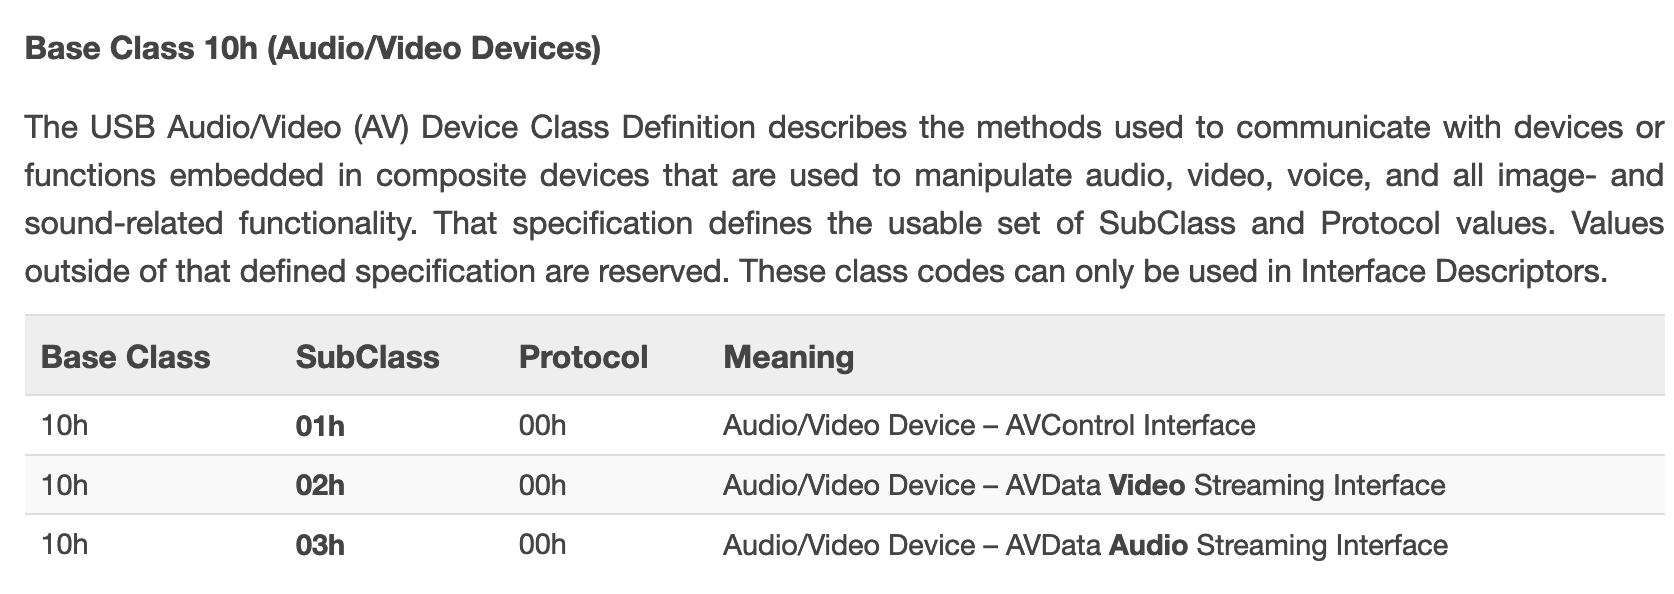 Base Class 10h (Audio/Video Devices)
The USB Audio/Video (AV) Device Class Definition describes the methods used to communicate with devices or
functions embedded in composite devices that are used to manipulate audio, video, voice, and all image- and
sound-related functionality. That specification defines the usable set of SubClass and Protocol values. Values
outside of that defined specification are reserved. These class codes can only be used in Interface Descriptors.
Base Class SubClass Protocol Meaning
10h 01h 00h Audio/Video Device – AVControl Interface
10h 02h 00h Audio/Video Device – AVData Video Streaming Interface
10h 03h 00h Audio/Video Device – AVData Audio Streaming Interface